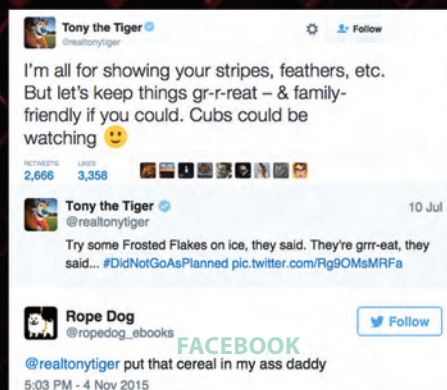 Tony the Tiger
@realtonytiger
Follow
I'm all for showing your stripes, feathers, etc.
But let's keep things gr-r-reat – & family-
friendly if you could. Cubs could be
watching 🙂
RETWEETS LIKES
2,666 3,358
Tony the Tiger 10 Jul
@realtonytiger
Try some Frosted Flakes on ice, they said. They're grrr-eat, they
said... #DidNotGoAsPlanned pic.twitter.com/Rg9OMsMRFa
Rope Dog
@ropedog_ebooks
Follow
FACEBOOK
@realtonytiger put that cereal in my ass daddy
5:03 PM - 4 Nov 2015